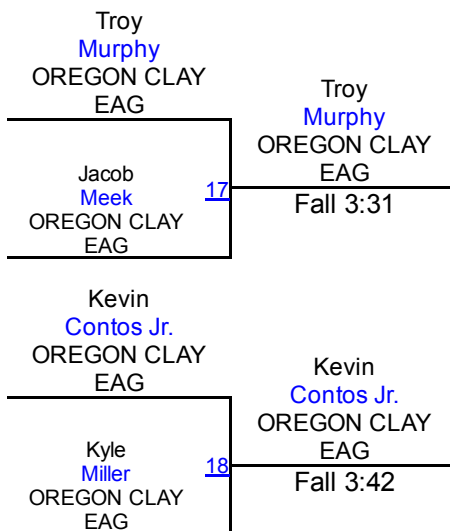 Troy
Murphy
OREGON CLAY
EAG
Jacob
Meek
OREGON CLAY
EAG
17
Troy
Murphy
OREGON CLAY
EAG
Fall 3:31
Kevin
Contos Jr.
OREGON CLAY
EAG
Kyle
Miller
OREGON CLAY
EAG
18
Kevin
Contos Jr.
OREGON CLAY
EAG
Fall 3:42